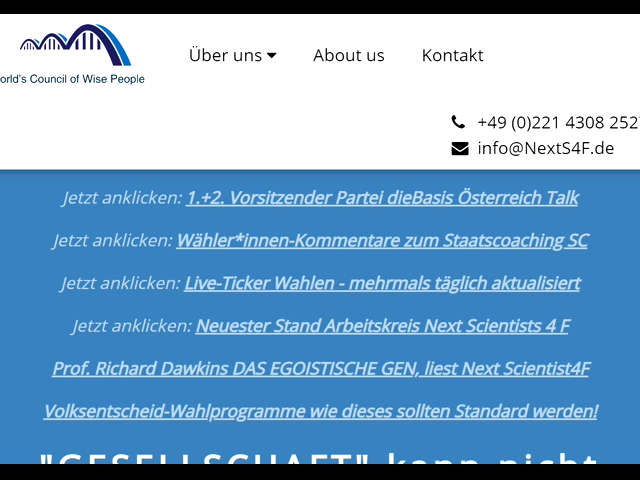 orld's Council of Wise People
Über uns
About us
Kontakt
+49 (0)221 4308 252
info@NextS4F.de
Jetzt anklicken: 1.+2. Vorsitzender Partei dieBasis Österreich Talk
Jetzt anklicken: Wähler*innen-Kommentare zum Staatscoaching SC
Jetzt anklicken: Live-Ticker Wahlen - mehrmals täglich aktualisiert
Jetzt anklicken: Neuester Stand Arbeitskreis Next Scientists 4 F
Prof. Richard Dawkins DAS EGOISTISCHE GEN, liest Next Scientist4F
Volksentscheid-Wahlprogramme wie dieses sollten Standard werden!
"GESELLSCHAFT" kann nicht